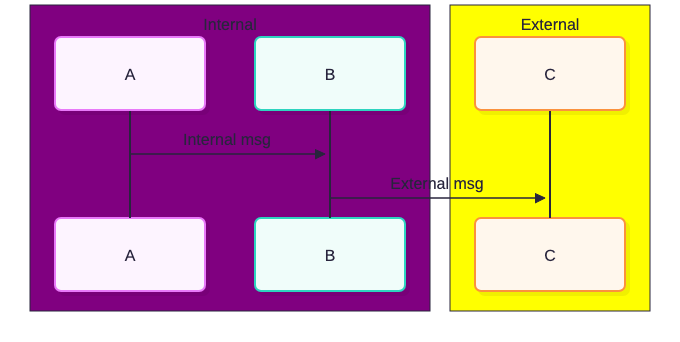 Internal
External
A
B
C
Internal msg
External msg
A
B
C